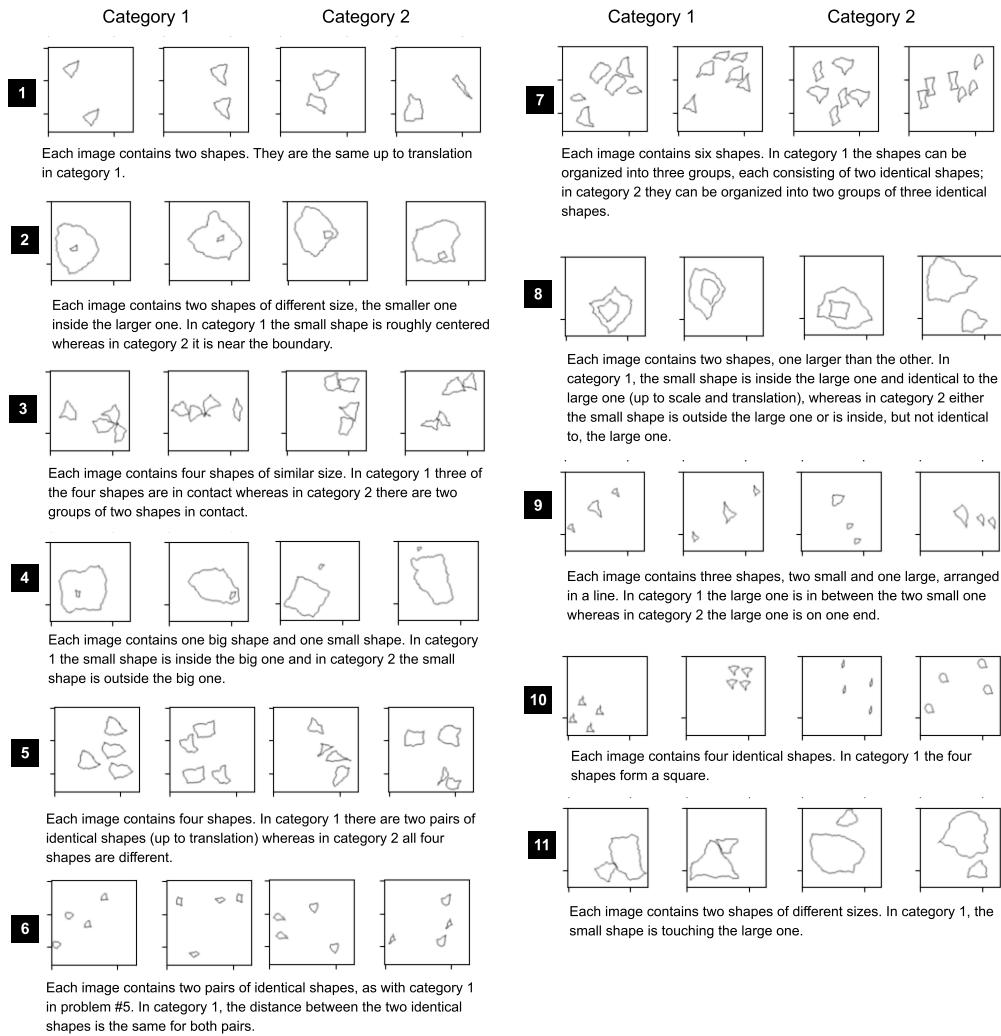 Category 1
Category 2
1
Each image contains two shapes. They are the same up to translation
in category 1.
2
Each image contains two shapes of different size, the smaller one
inside the larger one. In category 1 the small shape is roughly centered
whereas in category 2 it is near the boundary.
3
Each image contains four shapes of similar size. In category 1 three of
the four shapes are in contact whereas in category 2 there are two
groups of two shapes in contact.
4
Each image contains one big shape and one small shape. In category
1 the small shape is inside the big one and in category 2 the small
shape is outside the big one.
5
Each image contains four shapes. In category 1 there are two pairs of
identical shapes (up to translation) whereas in category 2 all four
shapes are different.
6
Each image contains two pairs of identical shapes, as with category 1
in problem #5. In category 1, the distance between the two identical
shapes is the same for both pairs.
Category 1
Category 2
7
Each image contains six shapes. In category 1 the shapes can be
organized into three groups, each consisting of two identical shapes;
in category 2 they can be organized into two groups of three identical
shapes.
8
Each image contains two shapes, one larger than the other. In
category 1, the small shape is inside the large one and identical to the
large one (up to scale and translation), whereas in category 2 either
the small shape is outside the large one or is inside, but not identical
to, the large one.
9
Each image contains three shapes, two small and one large, arranged
in a line. In category 1 the large one is in between the two small one
whereas in category 2 the large one is on one end.
10
Each image contains four identical shapes. In category 1 the four
shapes form a square.
11
Each image contains two shapes of different sizes. In category 1, the
small shape is touching the large one.